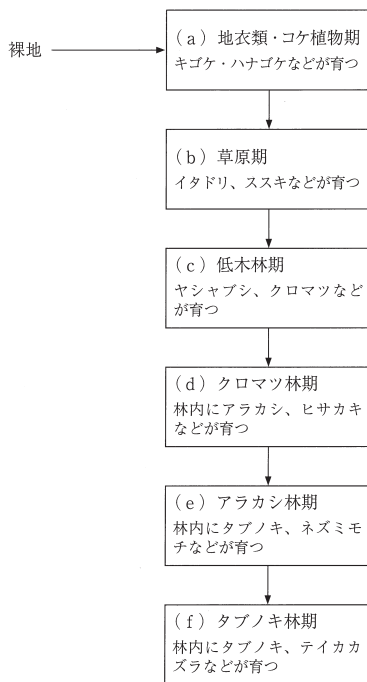 裸地
(a) 地衣類・コケ植物期
キゴケ・ハナゴケなどが育つ
(b) 草原期
イタドリ、ススキなどが育つ
(c) 低木林期
ヤシャブシ、クロマツなど
が育つ
(d) クロマツ林期
林内にアラカシ、ヒサカキ
などが育つ
(e) アラカシ林期
林内にタブノキ、ネズミモ
チなどが育つ
(f) タブノキ林期
林内にタブノキ、テイカカ
ズラなどが育つ